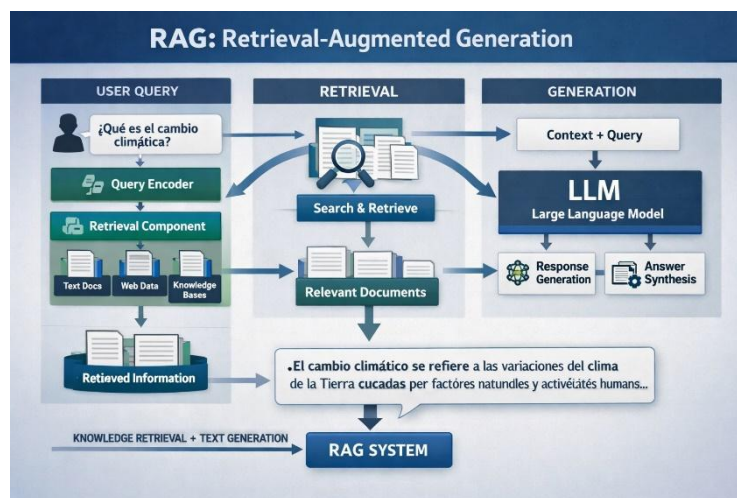 RAG: Retrieval-Augmented Generation
USER QUERY
¿Qué es el cambio
climática?
Query Encoder
Retrieval Component
Text Docs
Web Data
Knowledge
Bases
Retieved Information
RETRIEVAL
Search & Retrieve
Relevant Documents
GENERATION
Context + Query
LLM
Large Language Model
Response
Generation
Answer
Synthesis
.El cambio climático se refiere a las variaciones del clima
de la Tierra cucadas per factóres natundles y activélátés humans...
KNOWLEDGE RETRIEVAL + TEXT GENERATION
RAG SYSTEM